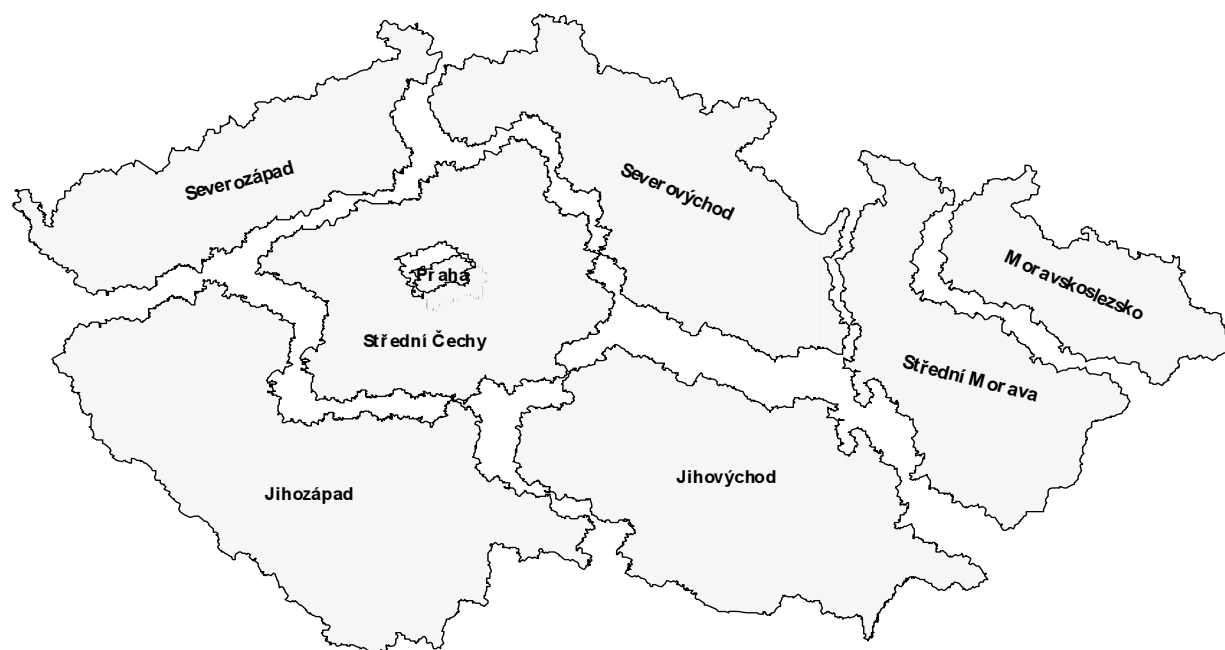 Severozápad
Severovýchod
Praha
Moravskoslezsko
Střední Čechy
Střední Morava
Jihozápad
Jihovýchod